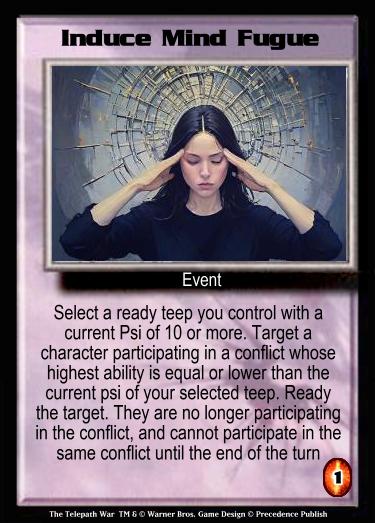 Induce Mind Fugue
Event
Select a ready teep you control with a
current Psi of 10 or more. Target a
character participating in a conflict whose
highest ability is equal or lower than the
current psi of your selected teep. Ready
the target. They are no longer participating
in the conflict, and cannot participate in the
same conflict until the end of the turn
1
The Telepath War TM & © Warner Bros. Game Design © Precedence Publish